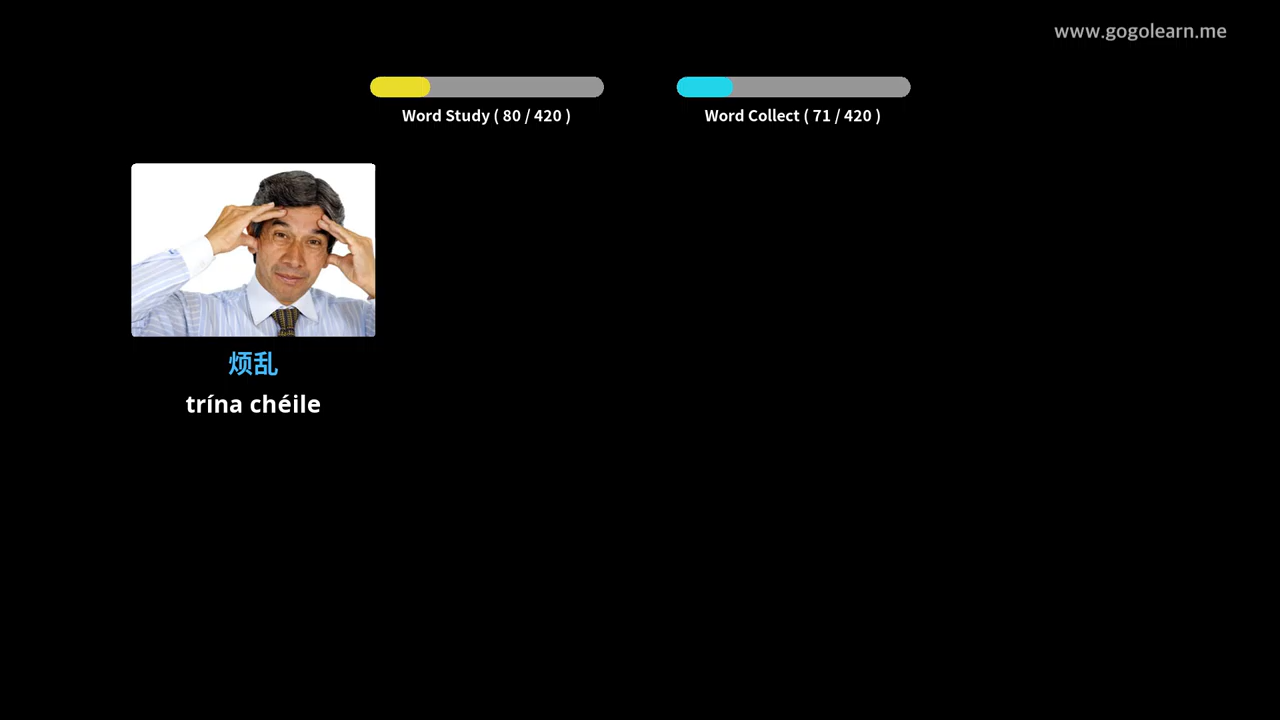 www.gogolearn.me
Word Study ( 80 / 420 )
Word Collect ( 71 / 420 )
烦乱
trína chéile